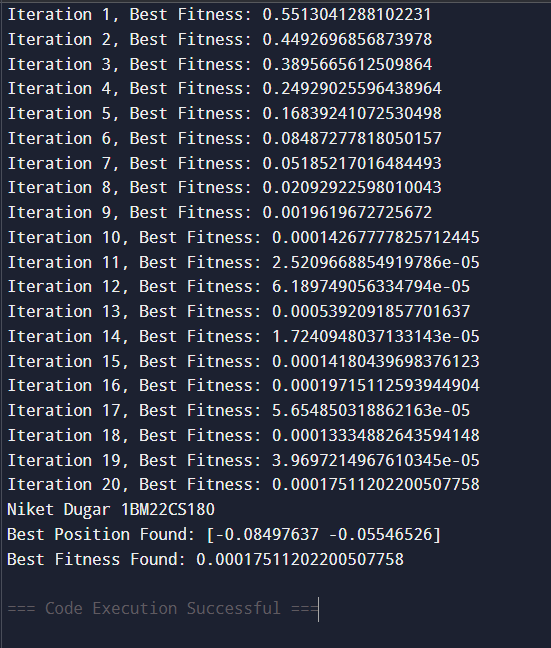 Iteration 1, Best Fitness: 0.5513041288102231
Iteration 2, Best Fitness: 0.4492696856873978
Iteration 3, Best Fitness: 0.3895665612509864
Iteration 4, Best Fitness: 0.24929025596438964
Iteration 5, Best Fitness: 0.16839241072530498
Iteration 6, Best Fitness: 0.08487277818050157
Iteration 7, Best Fitness: 0.05185217016484493
Iteration 8, Best Fitness: 0.02092922598010043
Iteration 9, Best Fitness: 0.0019619672725672
Iteration 10, Best Fitness: 0.00014267777825712445
Iteration 11, Best Fitness: 2.5209668854919786e-05
Iteration 12, Best Fitness: 6.189749056334794e-05
Iteration 13, Best Fitness: 0.0005392091857701637
Iteration 14, Best Fitness: 1.7240948037133143e-05
Iteration 15, Best Fitness: 0.00014180439698376123
Iteration 16, Best Fitness: 0.00019715112593944904
Iteration 17, Best Fitness: 5.654850318862163e-05
Iteration 18, Best Fitness: 0.00013334882643594148
Iteration 19, Best Fitness: 3.9697214967610345e-05
Iteration 20, Best Fitness: 0.00017511202200507758
Niket Dugar 1BM22CS180
Best Position Found: [-0.08497637 -0.05546526]
Best Fitness Found: 0.00017511202200507758
=== Code Execution Successful ===